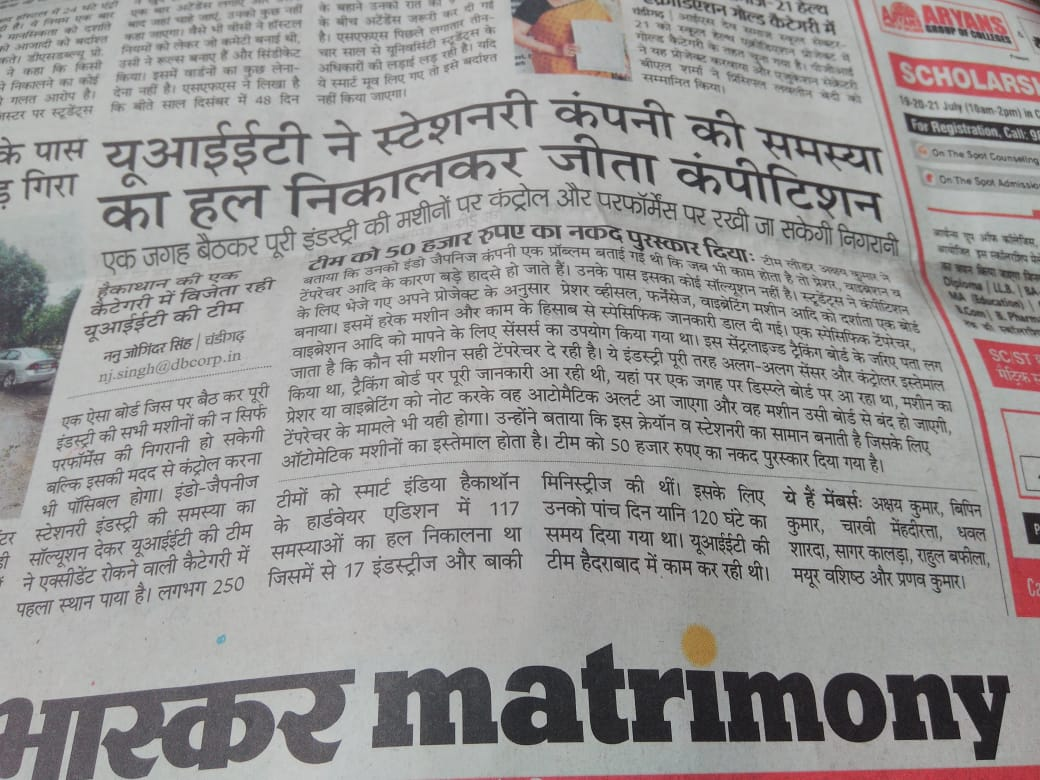 यूआईईटी ने स्टेशनरी कंपनी की समस्या
का हल निकालकर जीता कंपीटिशन
एक जगह बैठकर पूरी इंडस्ट्री की मशीनों पर कंट्रोल और परफॉर्मेंस पर रखी जा सकेगी निगरानी
हैकाथान की एक
कैटेगरी में विजेता रही
यूआईईटी की टीम
ननु जोगिंदर सिंह | चंडीगढ़
nj.singh@dbcorp.in
एक ऐसा बोर्ड जिस पर बैठ कर पूरी
इंडस्ट्री की सभी मशीनों की न सिर्फ
परफॉर्मेंस की निगरानी हो सकेगी
बल्कि इसकी मदद से कंट्रोल करना
भी पॉसिबल होगा। इंडो-जैपनीज
स्टेशनरी इंडस्ट्री की समस्या का
सॉल्यूशन देकर यूआईईटी की टीम
ने एक्सीडेंट रोकने वाली कैटेगरी में
पहला स्थान पाया है। लगभग 250
टीम को 50 हजार रुपए का नकद पुरस्कार दिया: टीम लीडर अक्षय कुमार ने
बताया कि उनको इंडो जैपनिज कंपनी एक प्रॉब्लम बताई गई थी कि जब भी काम होता है तो प्रेशर, वाइब्रेशन व
टेंपरेचर आदि के कारण बड़े हादसे हो जाते हैं। उनके पास इसका कोई सॉल्यूशन नहीं है। स्टूडेंट्स ने कंपीटिशन
के लिए भेजे गए अपने प्रोजेक्ट के अनुसार प्रेशर व्हीसल, फर्नेसेज, वाइब्रेटिंग मशीन आदि को दर्शाता एक बोर्ड
बनाया। इसमें हरेक मशीन और काम के हिसाब से स्पेसिफिक जानकारी डाल दी गई। एक स्पेसिफिक टेंपरेचर,
वाइब्रेशन आदि को मापने के लिए सेंसर्स का उपयोग किया गया था। इस सेंट्रलाइज्ड ट्रैकिंग बोर्ड के जरिए पता लग
जाता है कि कौन सी मशीन सही टेंपरेचर दे रही है। ये इंडस्ट्री पूरी तरह अलग-अलग सेंसर और कंट्रोलर इस्तेमाल
किया था, ट्रैकिंग बोर्ड पर पूरी जानकारी आ रही थी, यहां पर एक जगह पर डिस्प्ले बोर्ड पर आ रहा था, मशीन का
प्रेशर या वाइब्रेटिंग को नोट करके वह आटोमैटिक अलर्ट आ जाएगा और वह मशीन उसी बोर्ड से बंद हो जाएगी,
टेंपरेचर के मामले भी यही होगा। उन्होंने बताया कि इस क्रेयॉन व स्टेशनरी का सामान बनाती है जिसके लिए
ऑटोमेटिक मशीनों का इस्तेमाल होता है। टीम को 50 हजार रुपए का नकद पुरस्कार दिया गया है।
टीमों को स्मार्ट इंडिया हैकाथॉन
के हार्डवेयर एडिशन में 117
समस्याओं का हल निकालना था
जिसमें से 17 इंडस्ट्रीज और बाकी
मिनिस्ट्रीज की थीं। इसके लिए
उनको पांच दिन यानि 120 घंटे का
समय दिया गया था। यूआईईटी की
टीम हैदराबाद में काम कर रही थी।
ये हैं मेंबर्स: अक्षय कुमार, बिपिन
कुमार, चारवी मेंहदीरत्ता, धवल
शारदा, सागर कालड़ा, राहुल बफीला,
मयूर वशिष्ठ और प्रणव कुमार।
के पास
गिरा
ARYANS
GROUP OF COLLEGES
SCHOLARSH
19-20-21 July (10am-2pm) in
For Registration, Call:
On The Spot Counseling
On The Spot Admissio
भास्कर matrimony